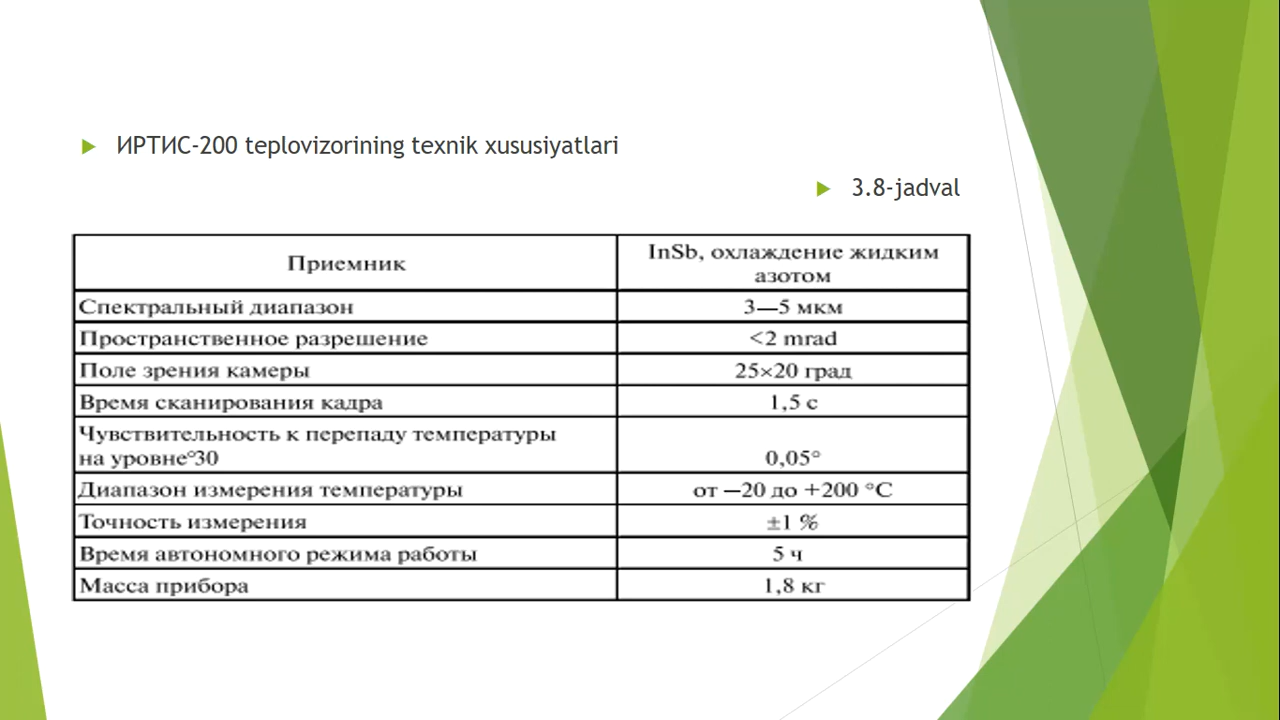 ИРТИС-200 teplovizorining texnik xususiyatlari
3.8-jadval
Приемник
InSb, охлаждение жидким
азотом
Спектральный диапазон
3—5 мкм
Пространственное разрешение
<2 mrad
Поле зрения камеры
25×20 град
Время сканирования кадра
1,5 с
Чувствительность к перепаду температуры
на уровне°30
0,05°
Диапазон измерения температуры
от —20 до +200 °C
Точность измерения
±1 %
Время автономного режима работы
5 ч
Масса прибора
1,8 кг